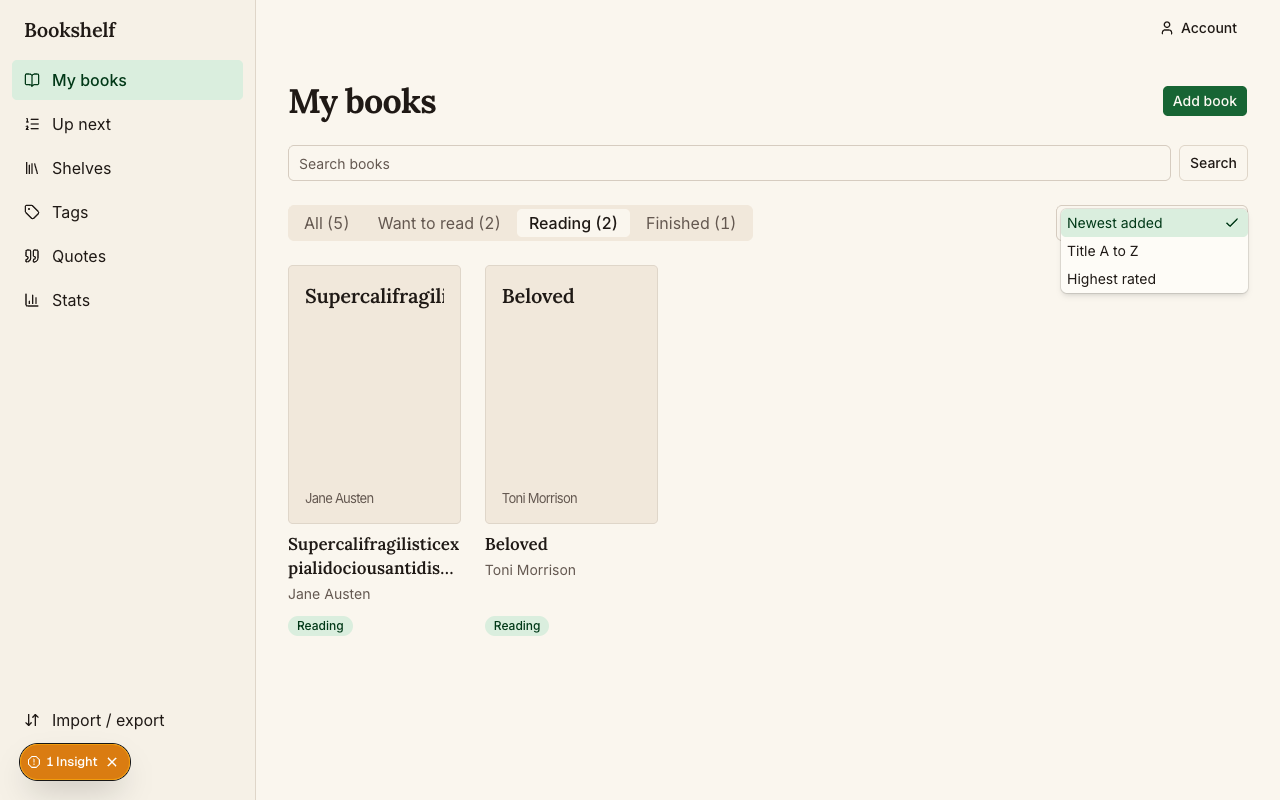 Bookshelf
My books
Up next
Shelves
Tags
Quotes
Stats
Import / export
1 Insight
Account
My books
Add book
Search books
Search
All (5)
Want to read (2)
Reading (2)
Finished (1)
Newest added
Title A to Z
Highest rated
Supercalifragili
Jane Austen
Supercalifragilisticex
pialidociousantidis...
Jane Austen
Reading
Beloved
Toni Morrison
Beloved
Toni Morrison
Reading